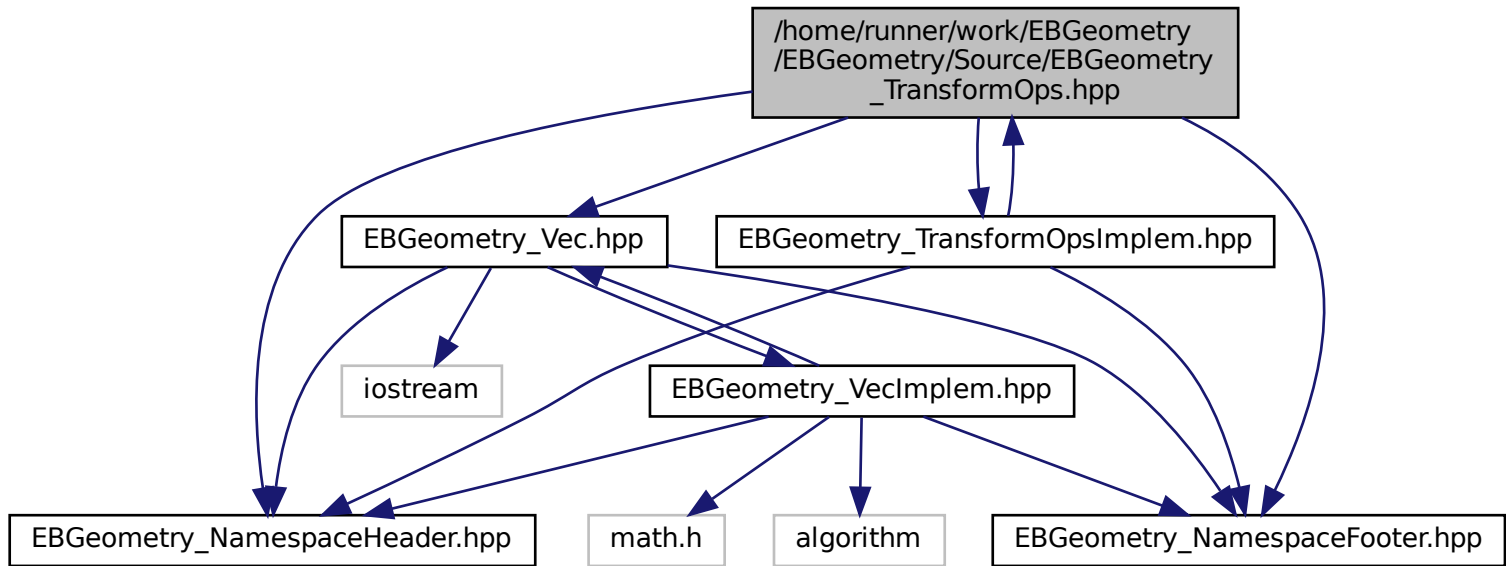 /home/runner/work/EBGeometry
/EBGeometry/Source/EBGeometry
_TransformOps.hpp
EBGeometry_Vec.hpp
EBGeometry_TransformOpsImplem.hpp
iostream
EBGeometry_VecImplem.hpp
EBGeometry_NamespaceHeader.hpp
math.h
algorithm
EBGeometry_NamespaceFooter.hpp